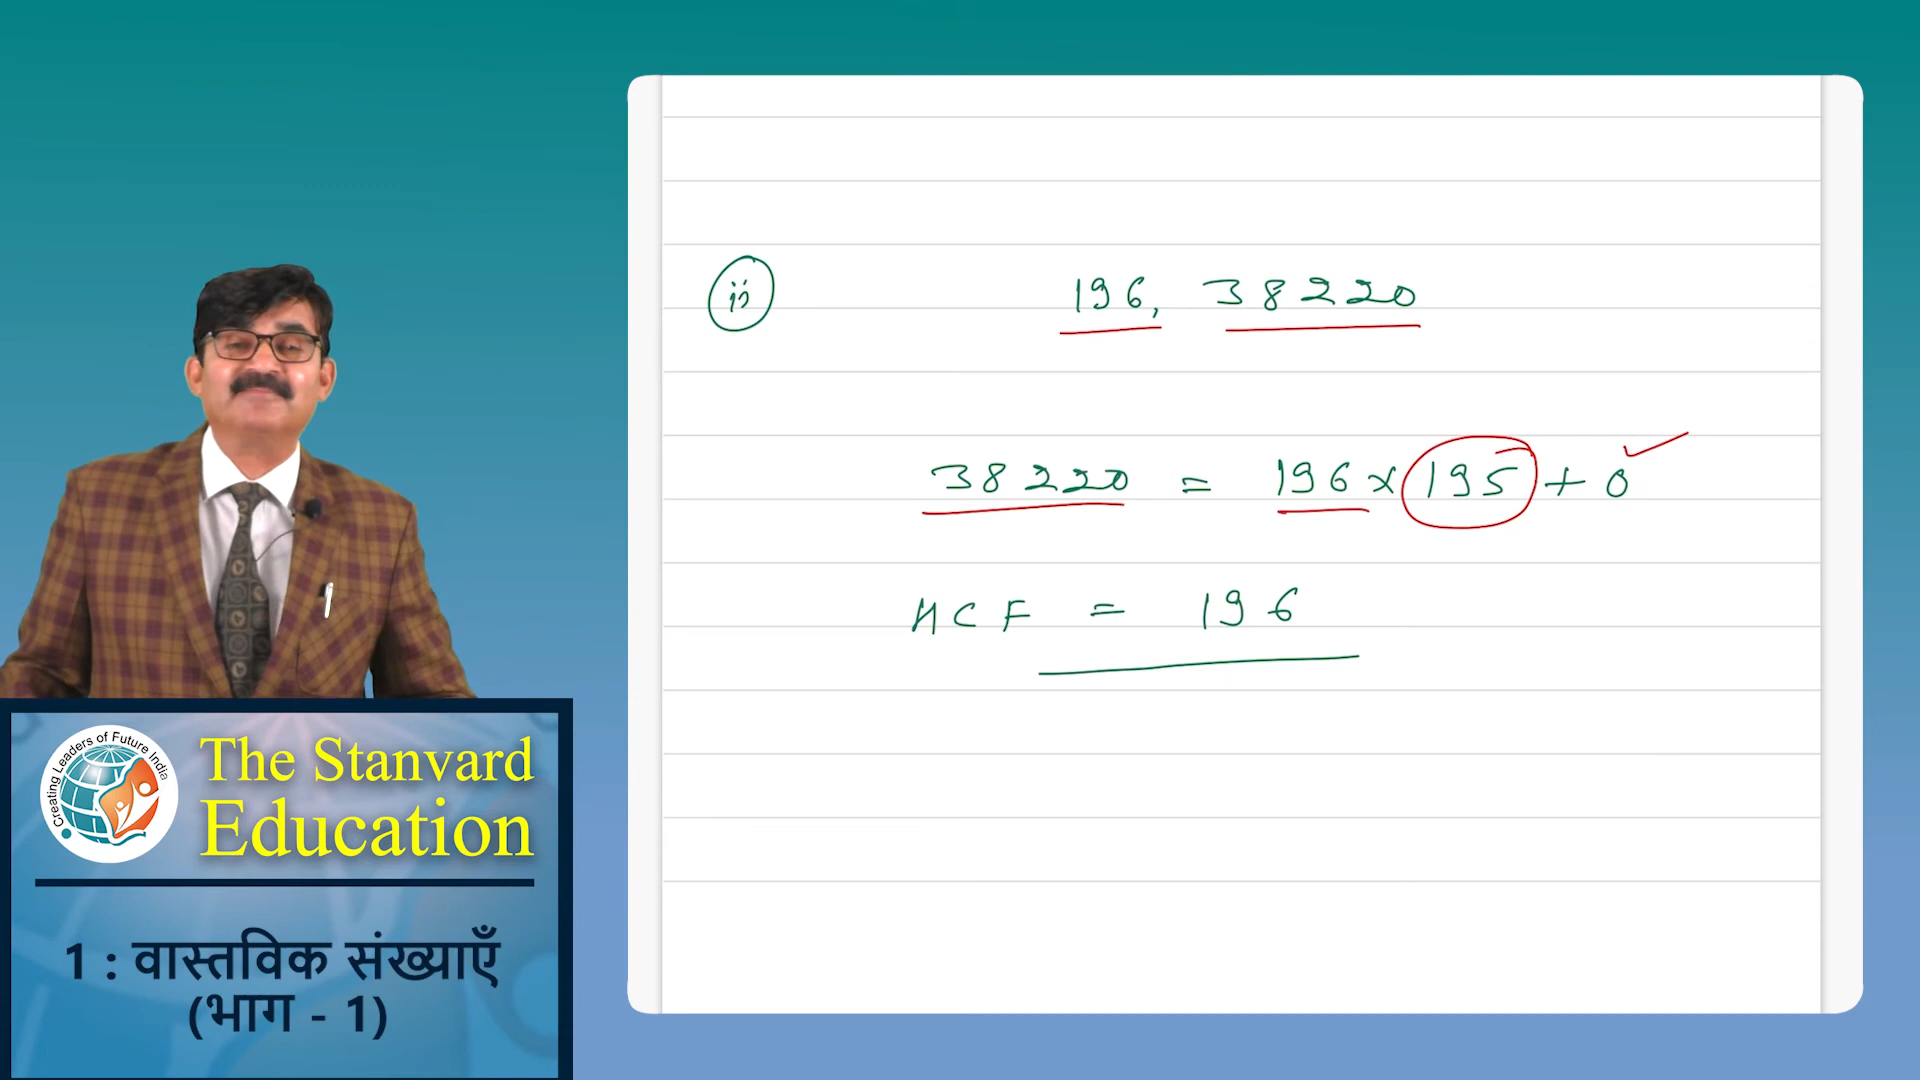 ii
196, 38220
38220 = 196 × 195 + 0
HCF = 196
Creating Leaders of Future India
The Stanvard
Education
1 : वास्तविक संख्याएँ
(भाग - 1)